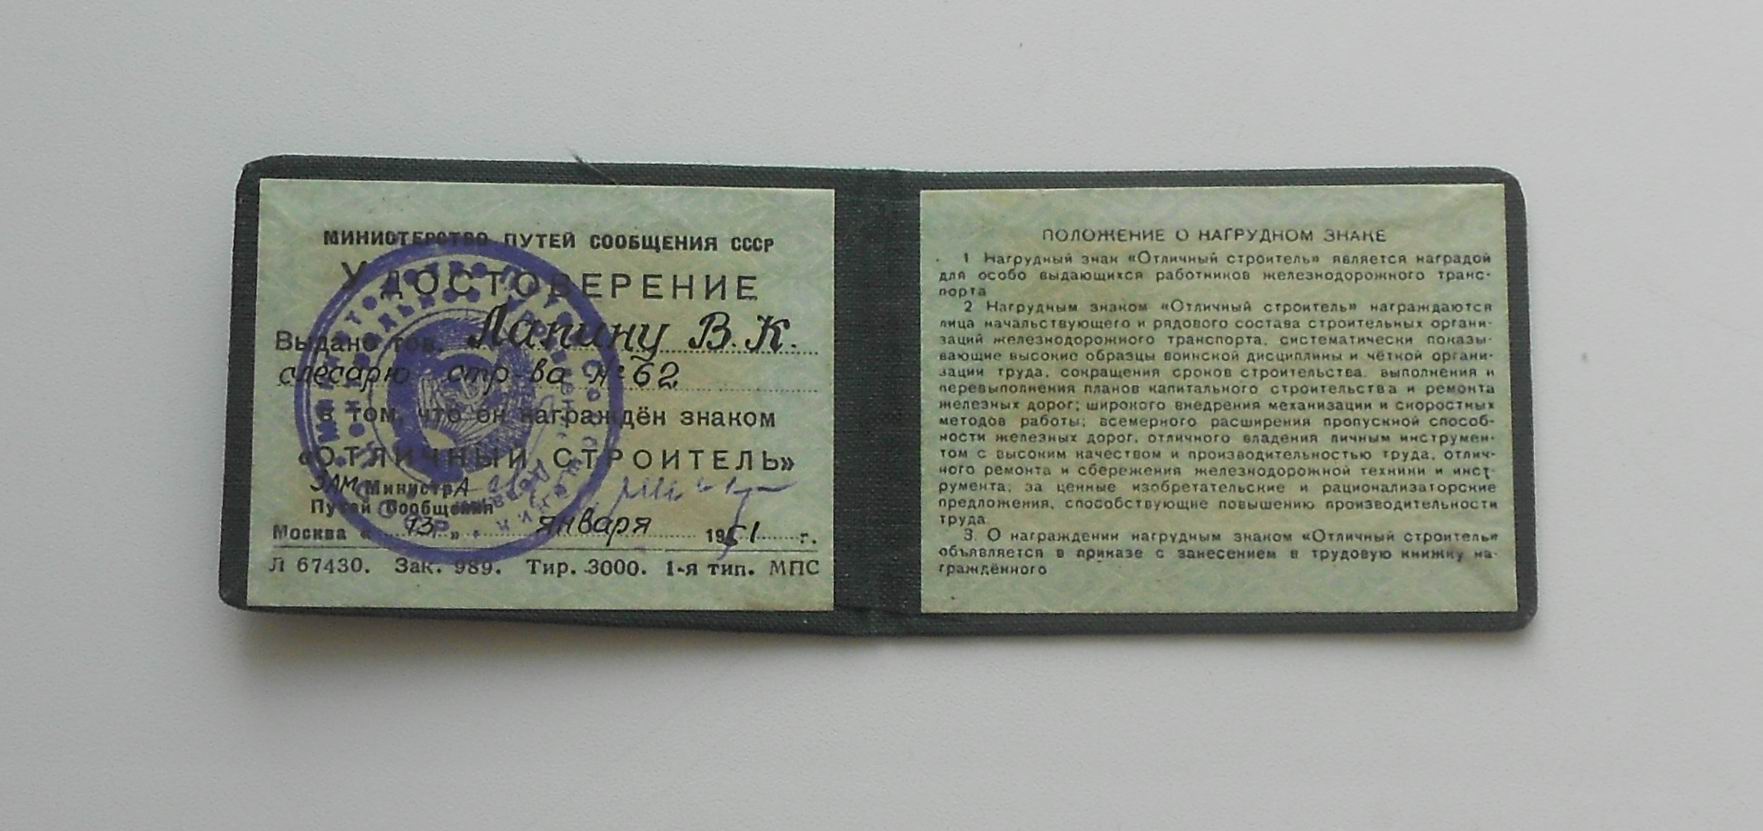 МИНИСТЕРСТВО ПУТЕЙ СООБЩЕНИЯ СССР
УДОСТОВЕРЕНИЕ
Выдано тов. Лапину В. К.
слесарю стр-ва №62
в том, что он награждён знаком
«ОТЛИЧНЫЙ СТРОИТЕЛЬ»
ЗАМ МинистрА
Путей Сообщения
Москва «13» января 1951 г.
Л 67430. Зак. 989. Тир. 3000. 1-я тип. МПС
ПОЛОЖЕНИЕ О НАГРУДНОМ ЗНАКЕ
1 Нагрудный знак «Отличный строитель» является наградой
для особо выдающихся работников железнодорожного транс-
порта
2 Нагрудным знаком «Отличный строитель» награждаются
лица начальствующего и рядового состава строительных органи-
заций железнодорожного транспорта, систематически показы-
вающие высокие образцы воинской дисциплины и чёткой органи-
зации труда, сокращения сроков строительства, выполнения и
перевыполнения планов капитального строительства и ремонта
железных дорог; широкого внедрения механизации и скоростных
методов работы; всемерного расширения пропускной способ-
ности железных дорог, отличного владения личным инструмен-
том с высоким качеством и производительностью труда, отлич-
ного ремонта и сбережения железнодорожной техники и инст-
румента; за ценные изобретательские и рационализаторские
предложения, способствующие повышению производительности
труда
3. О награждении нагрудным знаком «Отличный строитель»
объявляется в приказе с занесением в трудовую книжку на-
граждённого